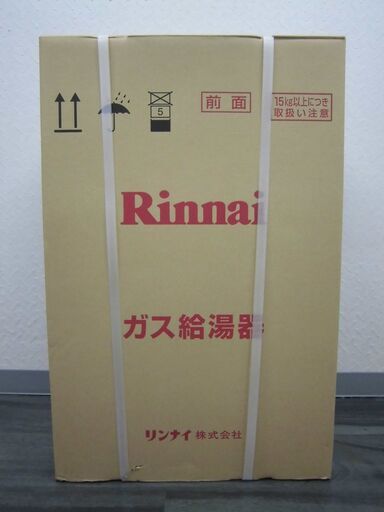 前面
15kg以上につき
取扱い注意
5
Rinnai
ガス給湯器
リンナイ株式会社